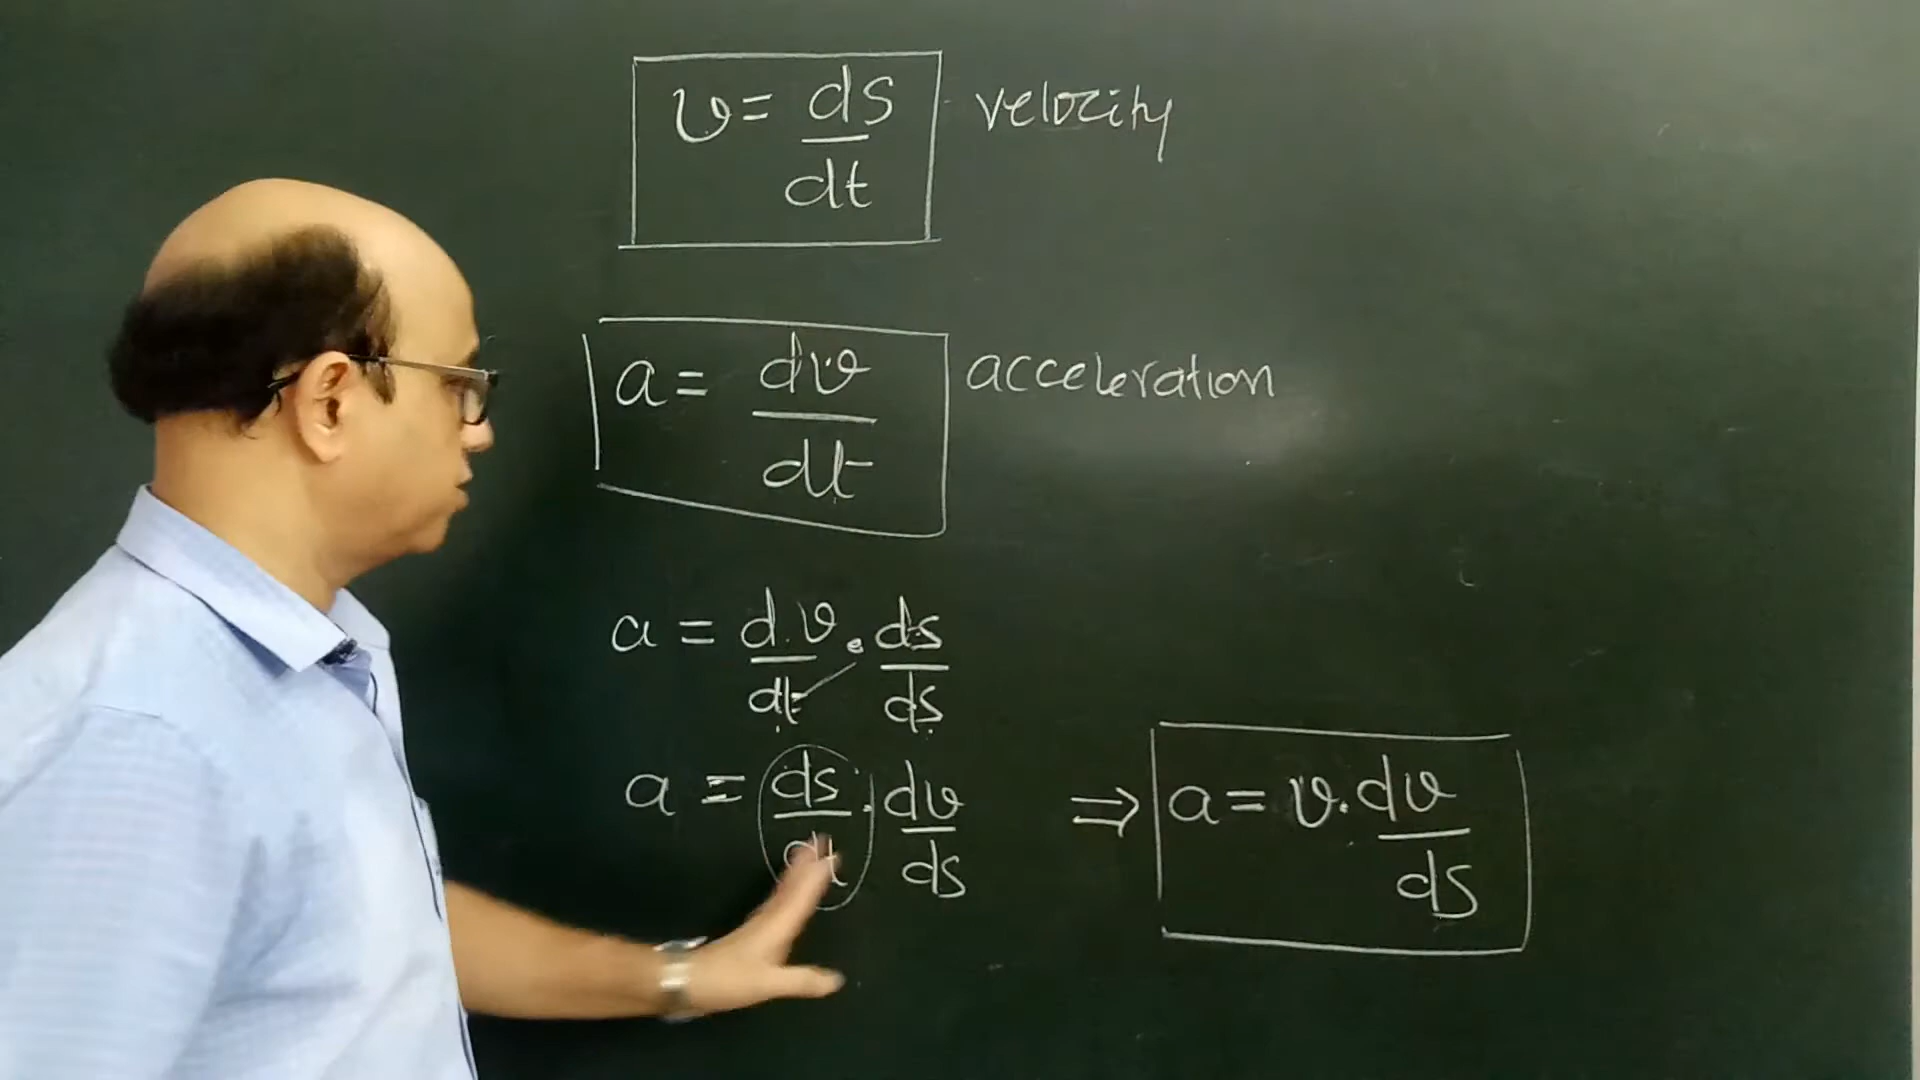 v = ds/dt velocity
a = dv/dt acceleration
a = dv/dt . ds/ds
a = ds/dt . dv/ds ⇒ a = v . dv/ds